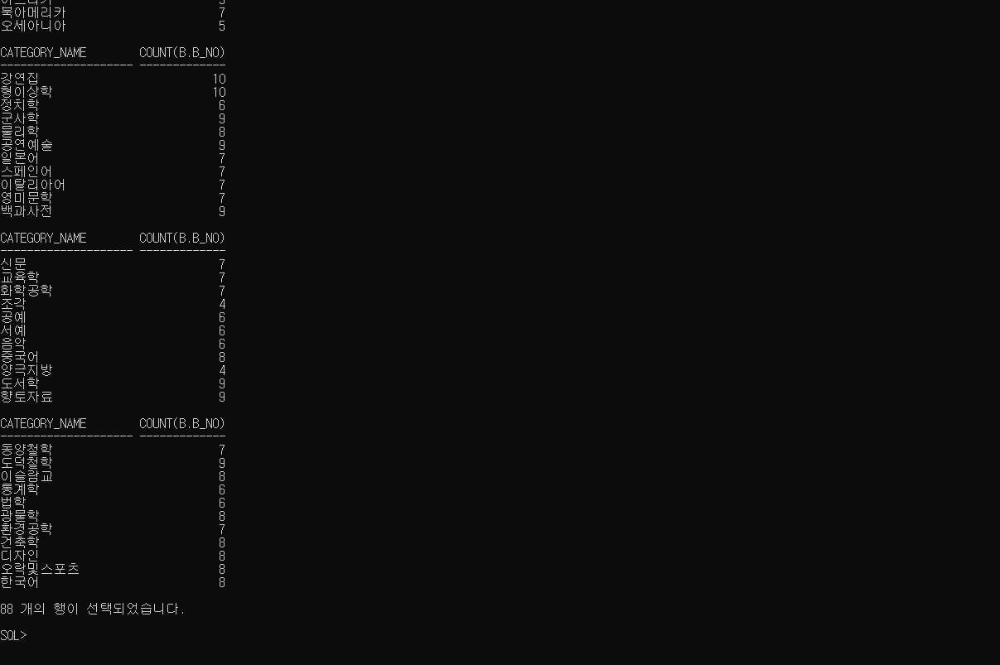 북아메리카 7
오세아니아 5
CATEGORY_NAME COUNT(B.B_NO)
-------------------- -------------
강연집 10
형이상학 10
정치학 6
군사학 9
물리학 8
공연예술 9
일본어 7
스페인어 7
이탈리아어 7
영미문학 7
백과사전 9
CATEGORY_NAME COUNT(B.B_NO)
-------------------- -------------
신문 7
교육학 7
화학공학 7
조각 4
공예 6
서예 6
음악 6
중국어 8
양극지방 4
도서학 9
향토자료 9
CATEGORY_NAME COUNT(B.B_NO)
-------------------- -------------
동양철학 7
도덕철학 9
이슬람교 8
통계학 6
법학 6
광물학 8
환경공학 7
건축학 8
디자인 8
오락및스포츠 8
한국어 8
88 개의 행이 선택되었습니다.
SQL>